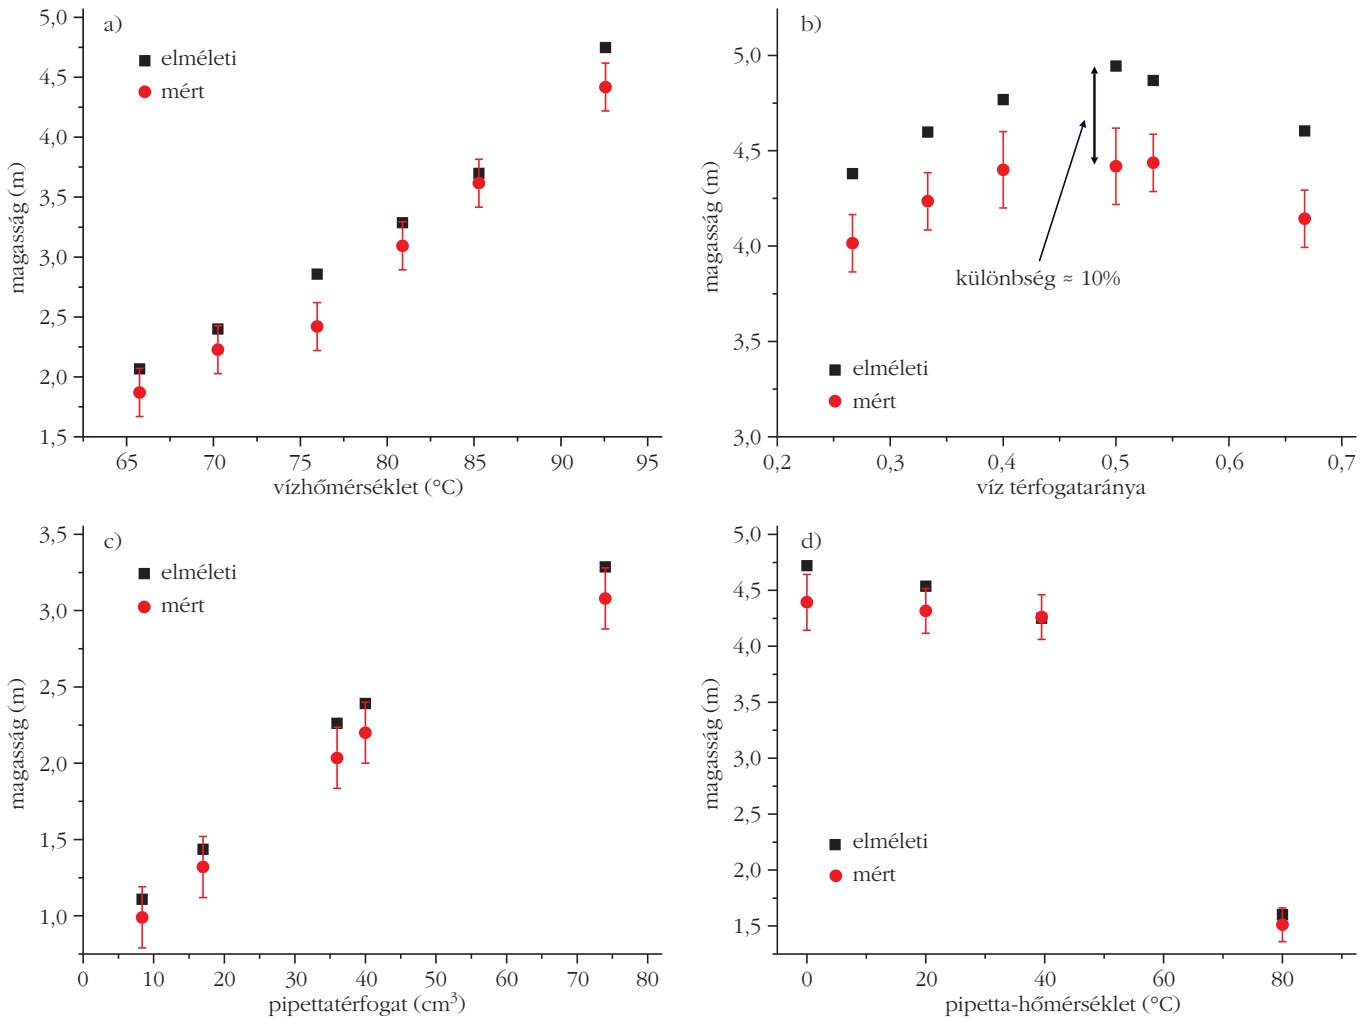 a)
elméleti
mért
magasság (m)
5,0
4,5
4,0
3,5
3,0
2,5
2,0
1,5
65 70 75 80 85 90 95
vízhőmérséklet (°C)
b)
különbség ≈ 10%
elméleti
mért
magasság (m)
5,0
4,5
4,0
3,5
3,0
0,2 0,3 0,4 0,5 0,6 0,7
víz térfogataránya
c)
elméleti
mért
magasság (m)
3,5
3,0
2,5
2,0
1,5
1,0
0 10 20 30 40 50 60 70 80
pipettatérfogat (cm³)
d)
elméleti
mért
magasság (m)
5,0
4,5
4,0
3,5
3,0
2,5
2,0
1,5
0 20 40 60 80
pipetta-hőmérséklet (°C)